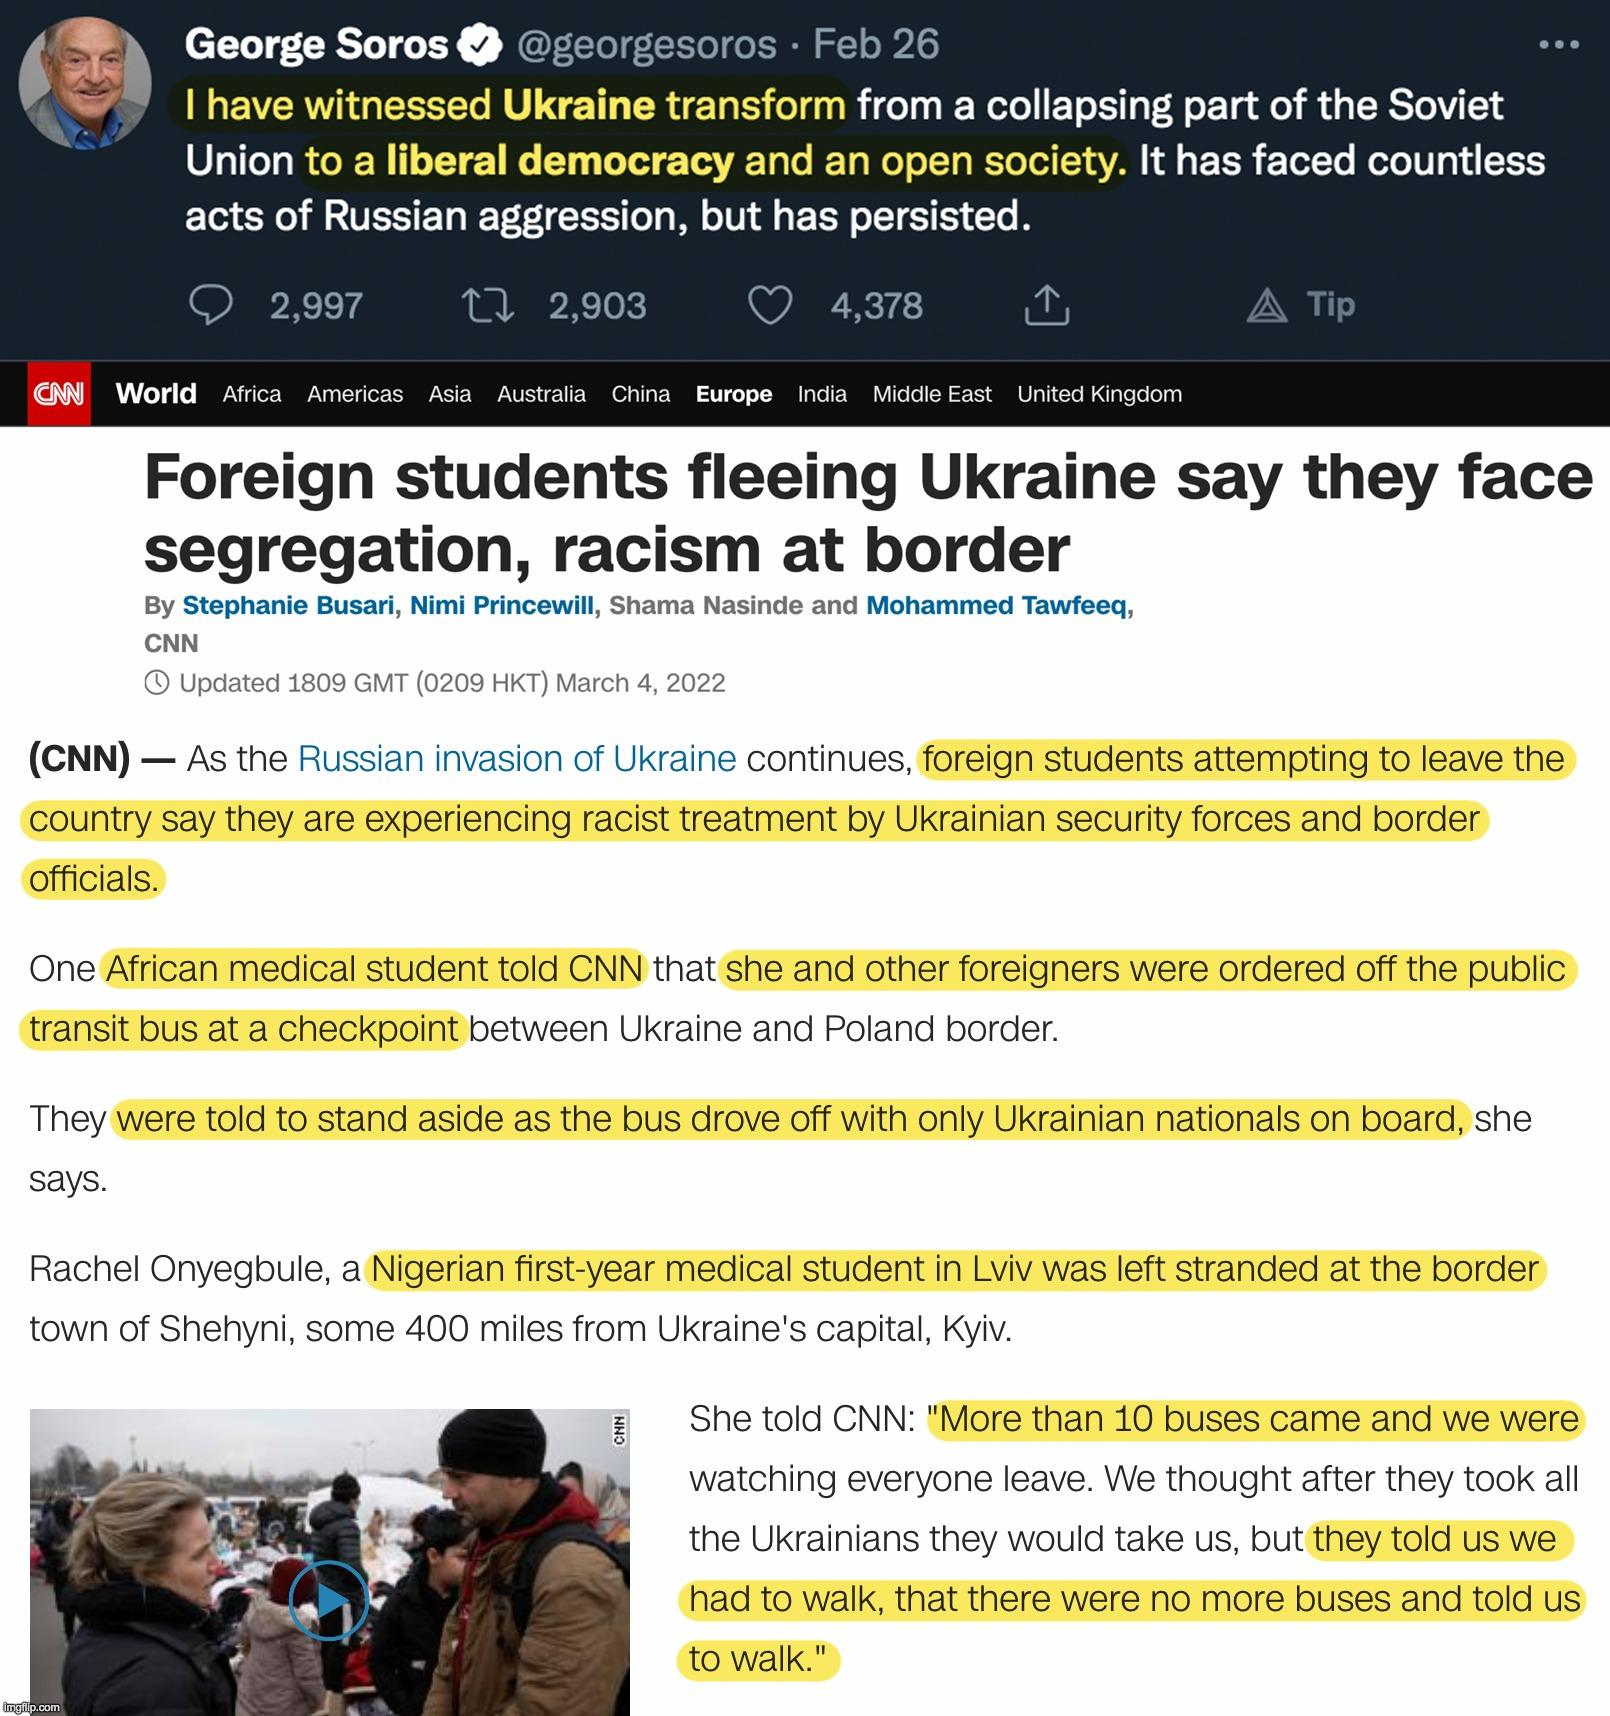 George Soros @georgesoros · Feb 26
I have witnessed Ukraine transform from a collapsing part of the Soviet
Union to a liberal democracy and an open society. It has faced countless
acts of Russian aggression, but has persisted.
2,997 2,903 4,378 Tip
CNN World Africa Americas Asia Australia China Europe India Middle East United Kingdom
Foreign students fleeing Ukraine say they face
segregation, racism at border
By Stephanie Busari, Nimi Princewill, Shama Nasinde and Mohammed Tawfeeq,
CNN
Updated 1809 GMT (0209 HKT) March 4, 2022
(CNN) — As the Russian invasion of Ukraine continues, foreign students attempting to leave the
country say they are experiencing racist treatment by Ukrainian security forces and border
officials.
One African medical student told CNN that she and other foreigners were ordered off the public
transit bus at a checkpoint between Ukraine and Poland border.
They were told to stand aside as the bus drove off with only Ukrainian nationals on board, she
says.
Rachel Onyegbule, a Nigerian first-year medical student in Lviv was left stranded at the border
town of Shehyni, some 400 miles from Ukraine's capital, Kyiv.
CNN
She told CNN: "More than 10 buses came and we were
watching everyone leave. We thought after they took all
the Ukrainians they would take us, but they told us we
had to walk, that there were no more buses and told us
to walk."
imgflip.com